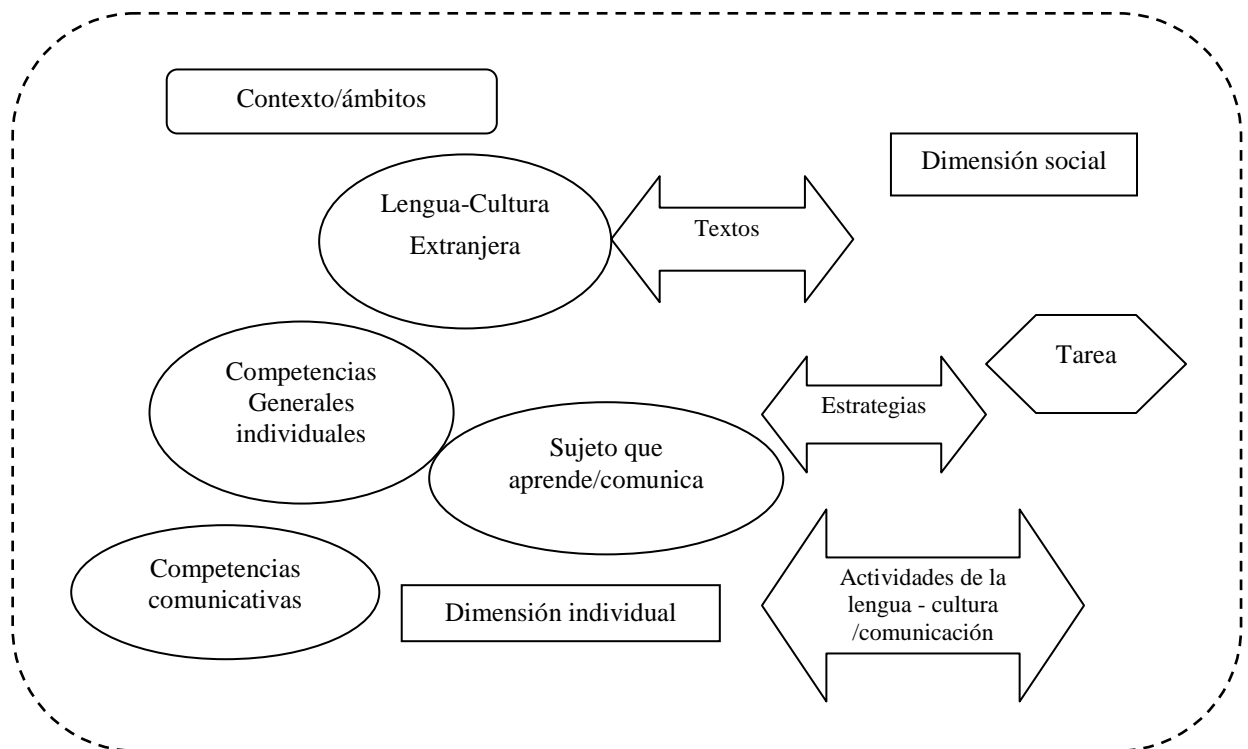 Contexto/ámbitos
Dimensión social
Lengua-Cultura
Extranjera
Textos
Tarea
Competencias
Generales
individuales
Estrategias
Sujeto que
aprende/comunica
Competencias
comunicativas
Dimensión individual
Actividades de la
lengua - cultura
/comunicación